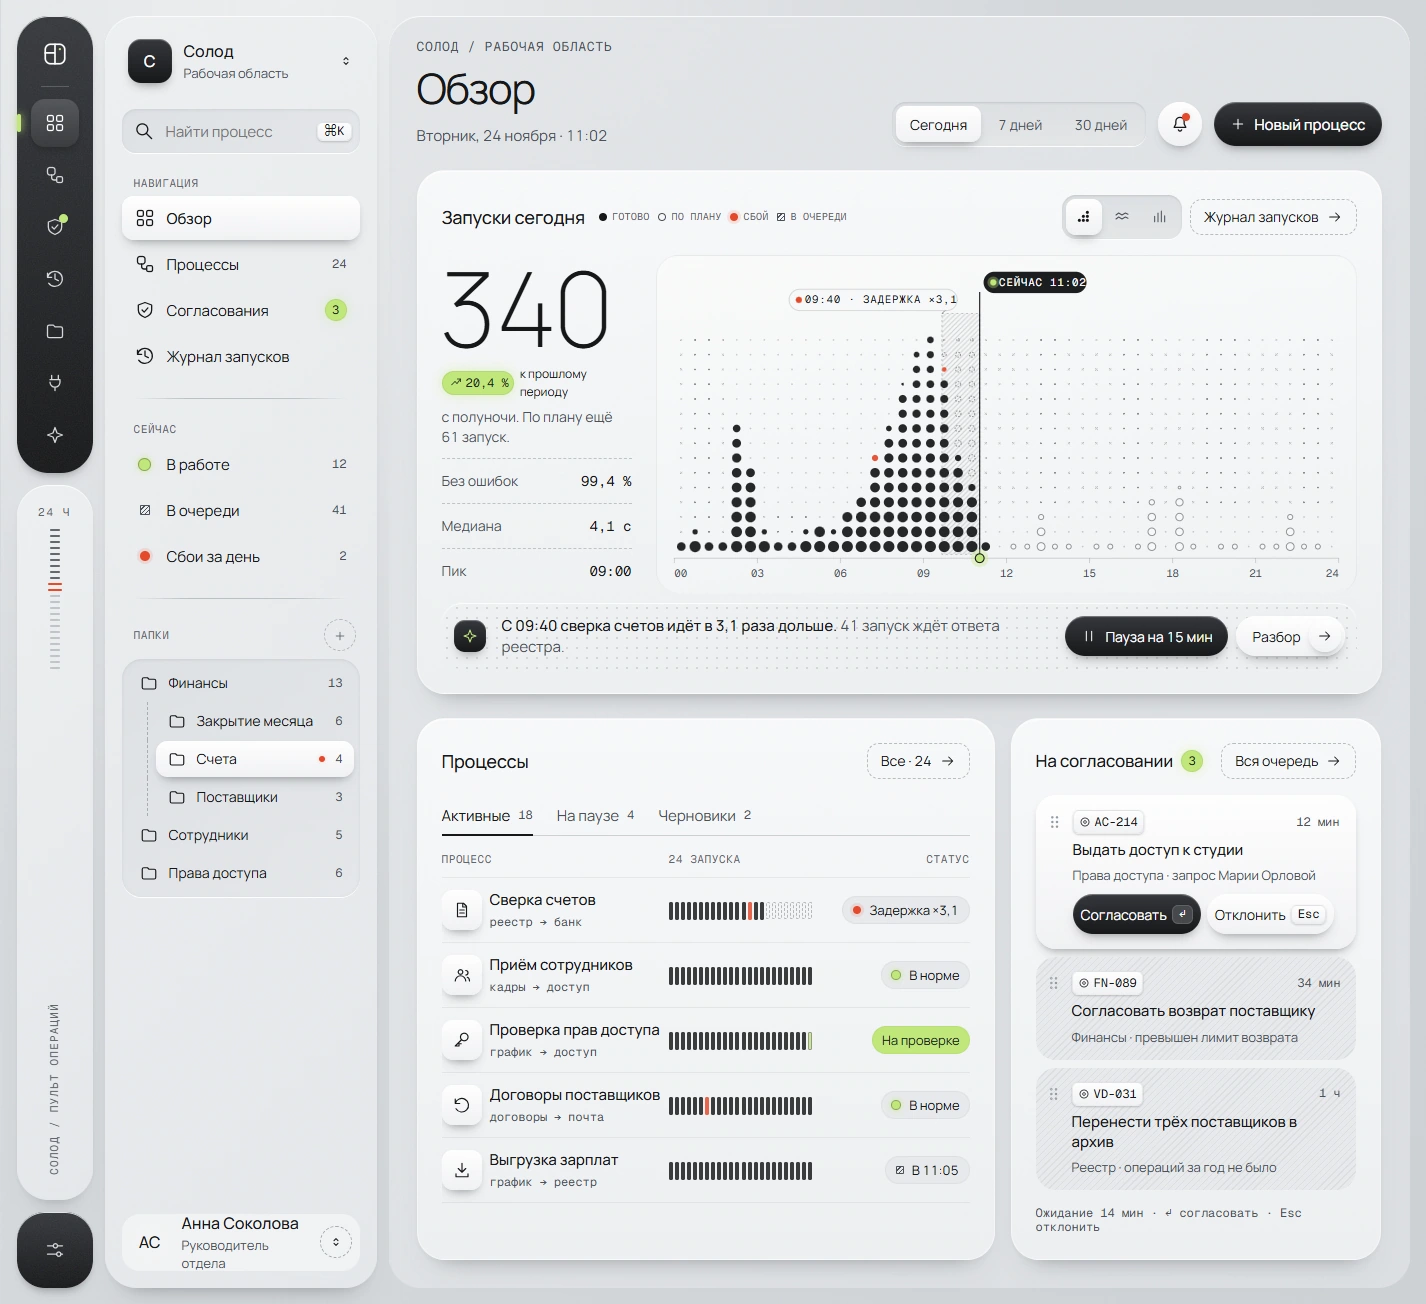 С
Солод
Рабочая область
Найти процесс
⌘K
НАВИГАЦИЯ
Обзор
Процессы 24
Согласования 3
Журнал запусков
СЕЙЧАС
В работе 12
В очереди 41
Сбои за день 2
ПАПКИ
Финансы 13
Закрытие месяца 6
Счета 4
Поставщики 3
Сотрудники 5
Права доступа 6
АС
Анна Соколова
Руководитель
отдела
24 Ч
СОЛОД / ПУЛЬТ ОПЕРАЦИЙ
СОЛОД / РАБОЧАЯ ОБЛАСТЬ
Обзор
Вторник, 24 ноября · 11:02
Сегодня 7 дней 30 дней
Новый процесс
Запуски сегодня
ГОТОВО ПО ПЛАНУ СБОЙ В ОЧЕРЕДИ
Журнал запусков →
340
20,4 %
к прошлому
периоду
с полуночи. По плану ещё
61 запуск.
Без ошибок 99,4 %
Медиана 4,1 с
Пик 09:00
СЕЙЧАС 11:02
09:40 · ЗАДЕРЖКА ×3,1
00 03 06 09 12 15 18 21 24
С 09:40 сверка счетов идёт в 3,1 раза дольше. 41 запуск ждёт ответа
реестра.
Пауза на 15 мин
Разбор →
Процессы
Все · 24 →
Активные 18 На паузе 4 Черновики 2
ПРОЦЕСС 24 ЗАПУСКА СТАТУС
Сверка счетов
реестр → банк
Задержка ×3,1
Приём сотрудников
кадры → доступ
В норме
Проверка прав доступа
график → доступ
На проверке
Договоры поставщиков
договоры → почта
В норме
Выгрузка зарплат
график → реестр
В 11:05
На согласовании 3
Вся очередь →
АС-214 12 мин
Выдать доступ к студии
Права доступа · запрос Марии Орловой
Согласовать ↵
Отклонить Esc
FN-089 34 мин
Согласовать возврат поставщику
Финансы · превышен лимит возврата
VD-031 1 ч
Перенести трёх поставщиков в
архив
Реестр · операций за год не было
Ожидание 14 мин · ↵ согласовать · Esc
отклонить